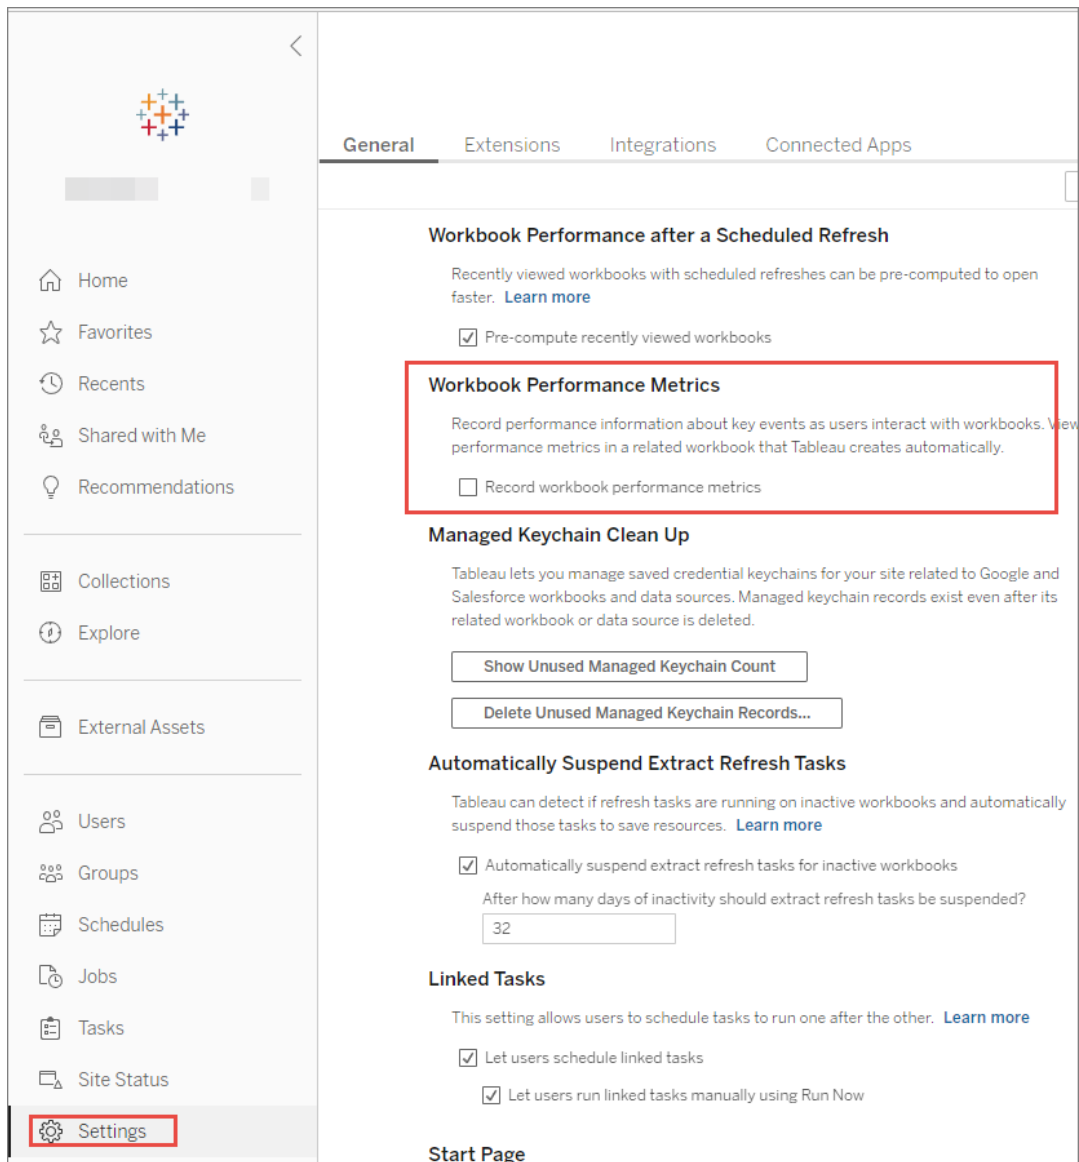 Home
Favorites
Recents
Shared with Me
Recommendations
Collections
Explore
External Assets
Users
Groups
Schedules
Jobs
Tasks
Site Status
Settings
General Extensions Integrations Connected Apps
Workbook Performance after a Scheduled Refresh
Recently viewed workbooks with scheduled refreshes can be pre-computed to open
faster. Learn more
Pre-compute recently viewed workbooks
Workbook Performance Metrics
Record performance information about key events as users interact with workbooks. View
performance metrics in a related workbook that Tableau creates automatically.
Record workbook performance metrics
Managed Keychain Clean Up
Tableau lets you manage saved credential keychains for your site related to Google and
Salesforce workbooks and data sources. Managed keychain records exist even after its
related workbook or data source is deleted.
Show Unused Managed Keychain Count
Delete Unused Managed Keychain Records...
Automatically Suspend Extract Refresh Tasks
Tableau can detect if refresh tasks are running on inactive workbooks and automatically
suspend those tasks to save resources. Learn more
Automatically suspend extract refresh tasks for inactive workbooks
After how many days of inactivity should extract refresh tasks be suspended?
32
Linked Tasks
This setting allows users to schedule tasks to run one after the other. Learn more
Let users schedule linked tasks
Let users run linked tasks manually using Run Now
Start Page